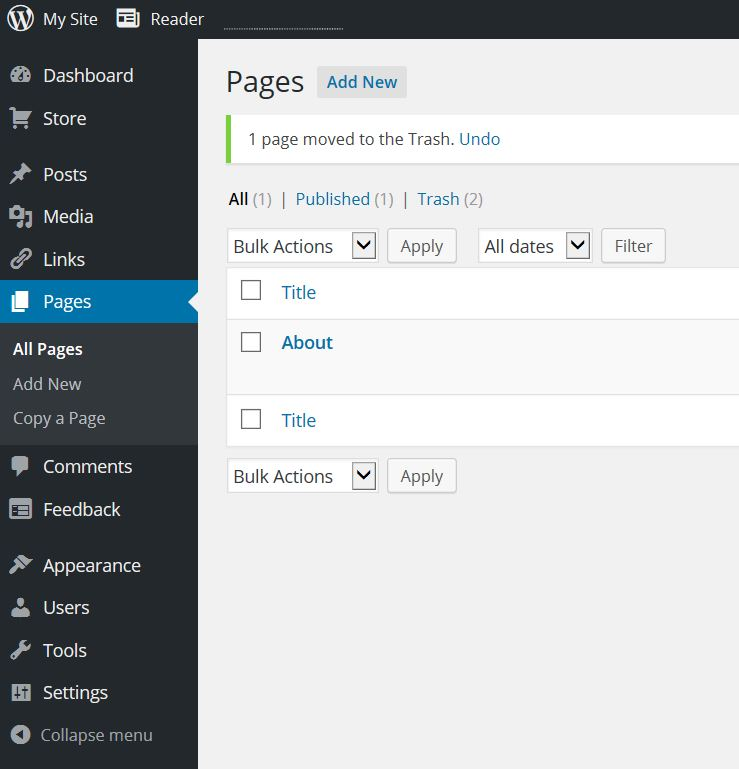 My Site Reader
Dashboard
Store
Posts
Media
Links
Pages
All Pages
Add New
Copy a Page
Comments
Feedback
Appearance
Users
Tools
Settings
Collapse menu
Pages Add New
1 page moved to the Trash. Undo
All (1) | Published (1) | Trash (2)
Bulk Actions Apply All dates Filter
Title
About
Title
Bulk Actions Apply